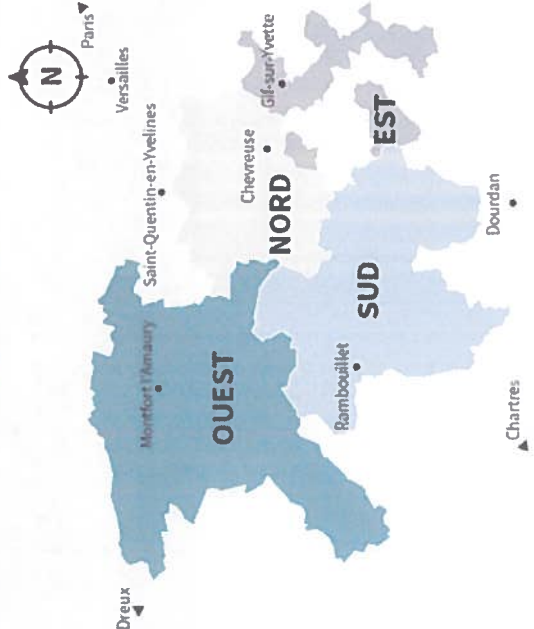 N
Paris
Versailles
Saint-Quentin-en-Yvelines
Dreux
Montfort l'Amaury
OUEST
Chevreuse
Gif-sur-Yvette
NORD
EST
SUD
Rambouillet
Dourdan
Chartres